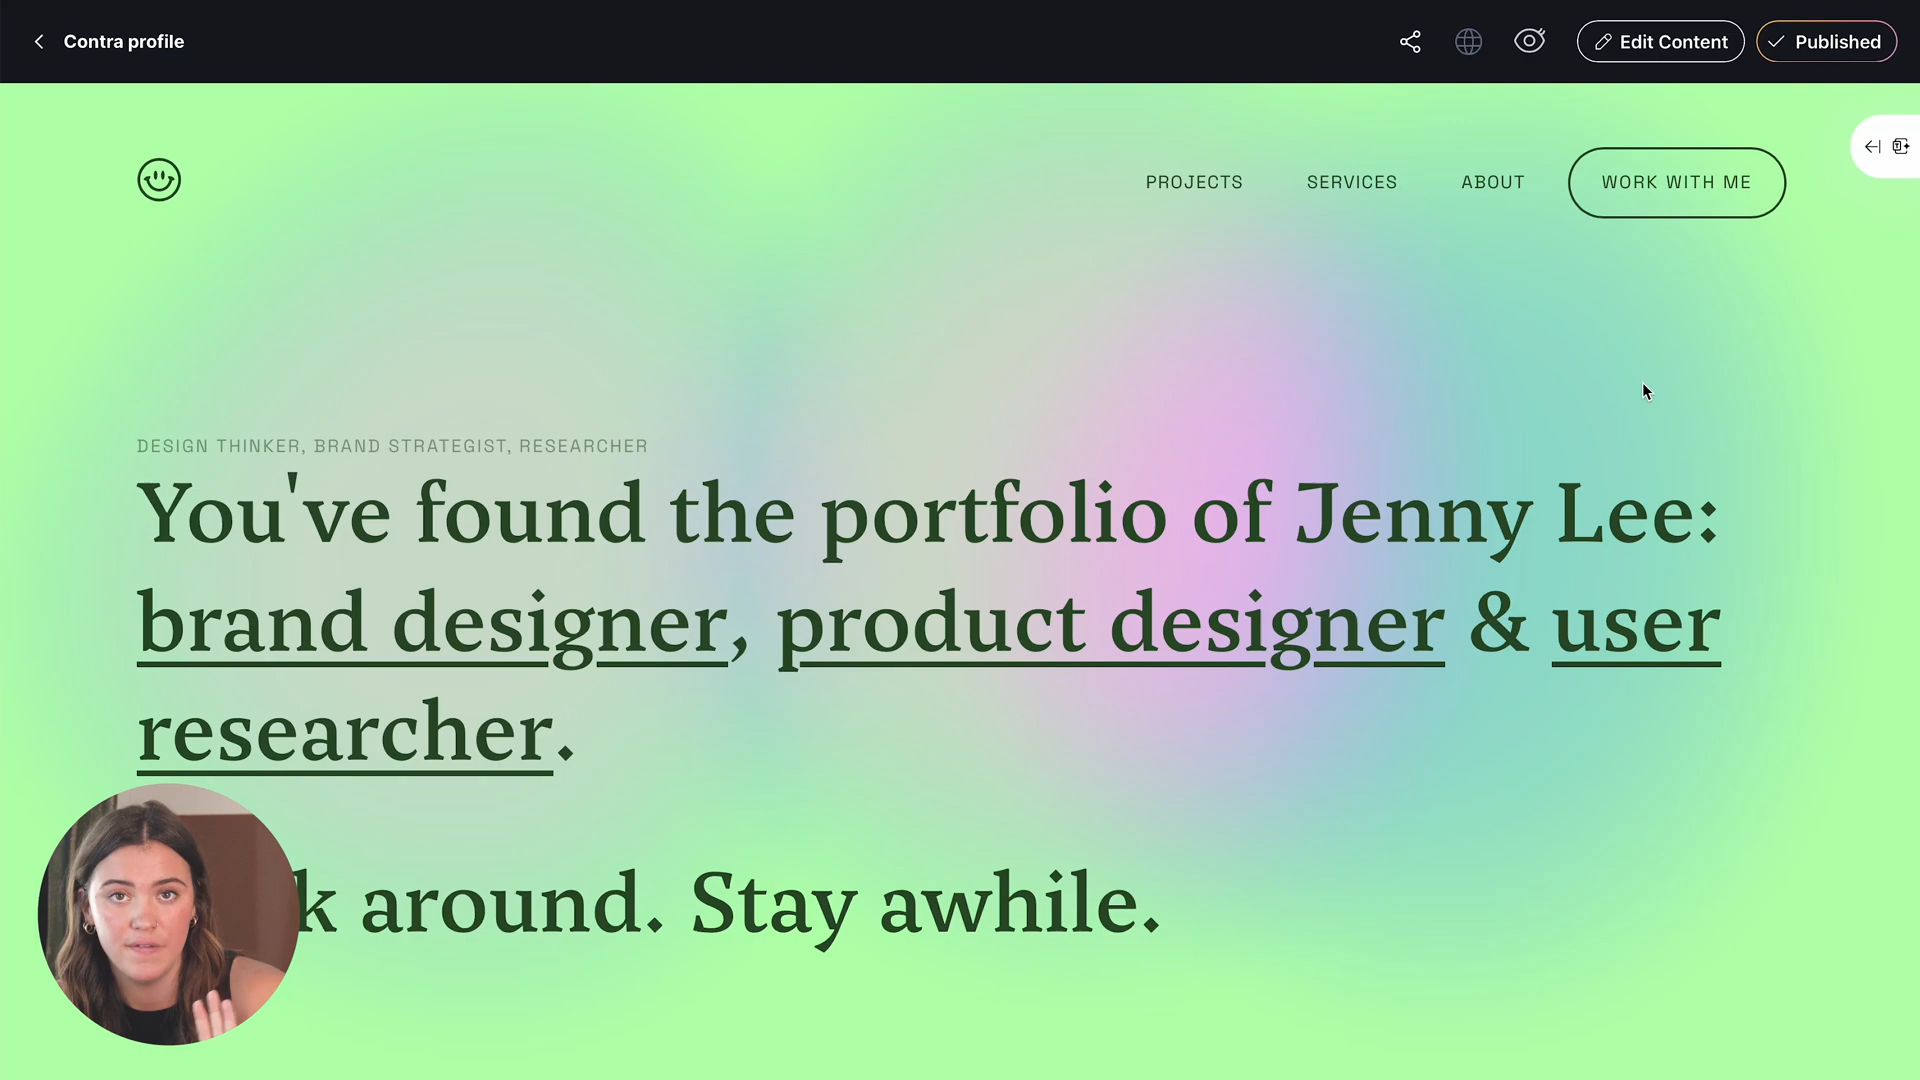 Contra profile
Edit Content
Published
PROJECTS
SERVICES
ABOUT
WORK WITH ME
DESIGN THINKER, BRAND STRATEGIST, RESEARCHER
You've found the portfolio of Jenny Lee:
brand designer, product designer & user
researcher.
around. Stay awhile.